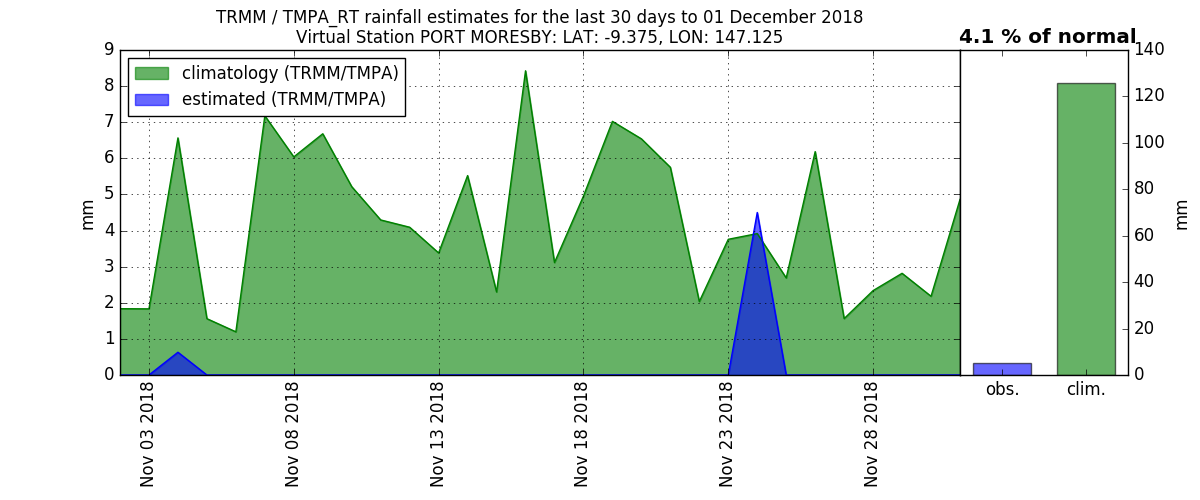 TRMM / TMPA_RT rainfall estimates for the last 30 days to 01 December 2018
Virtual Station PORT MORESBY: LAT: -9.375, LON: 147.125
4.1 % of normal
climatology (TRMM/TMPA)
estimated (TRMM/TMPA)
9
8
7
6
5
4
3
2
1
0
mm
Nov 03 2018
Nov 08 2018
Nov 13 2018
Nov 18 2018
Nov 23 2018
Nov 28 2018
140
120
100
80
60
40
20
0
mm
obs.
clim.